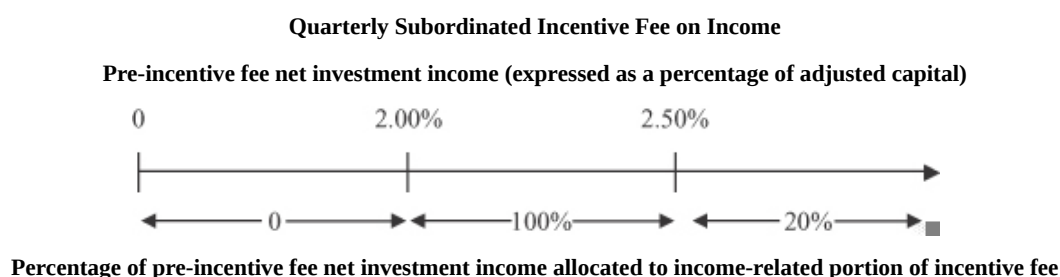 Quarterly Subordinated Incentive Fee on Income
Pre-incentive fee net investment income (expressed as a percentage of adjusted capital)
0 2.00% 2.50%
0 100% 20%
Percentage of pre-incentive fee net investment income allocated to income-related portion of incentive fee